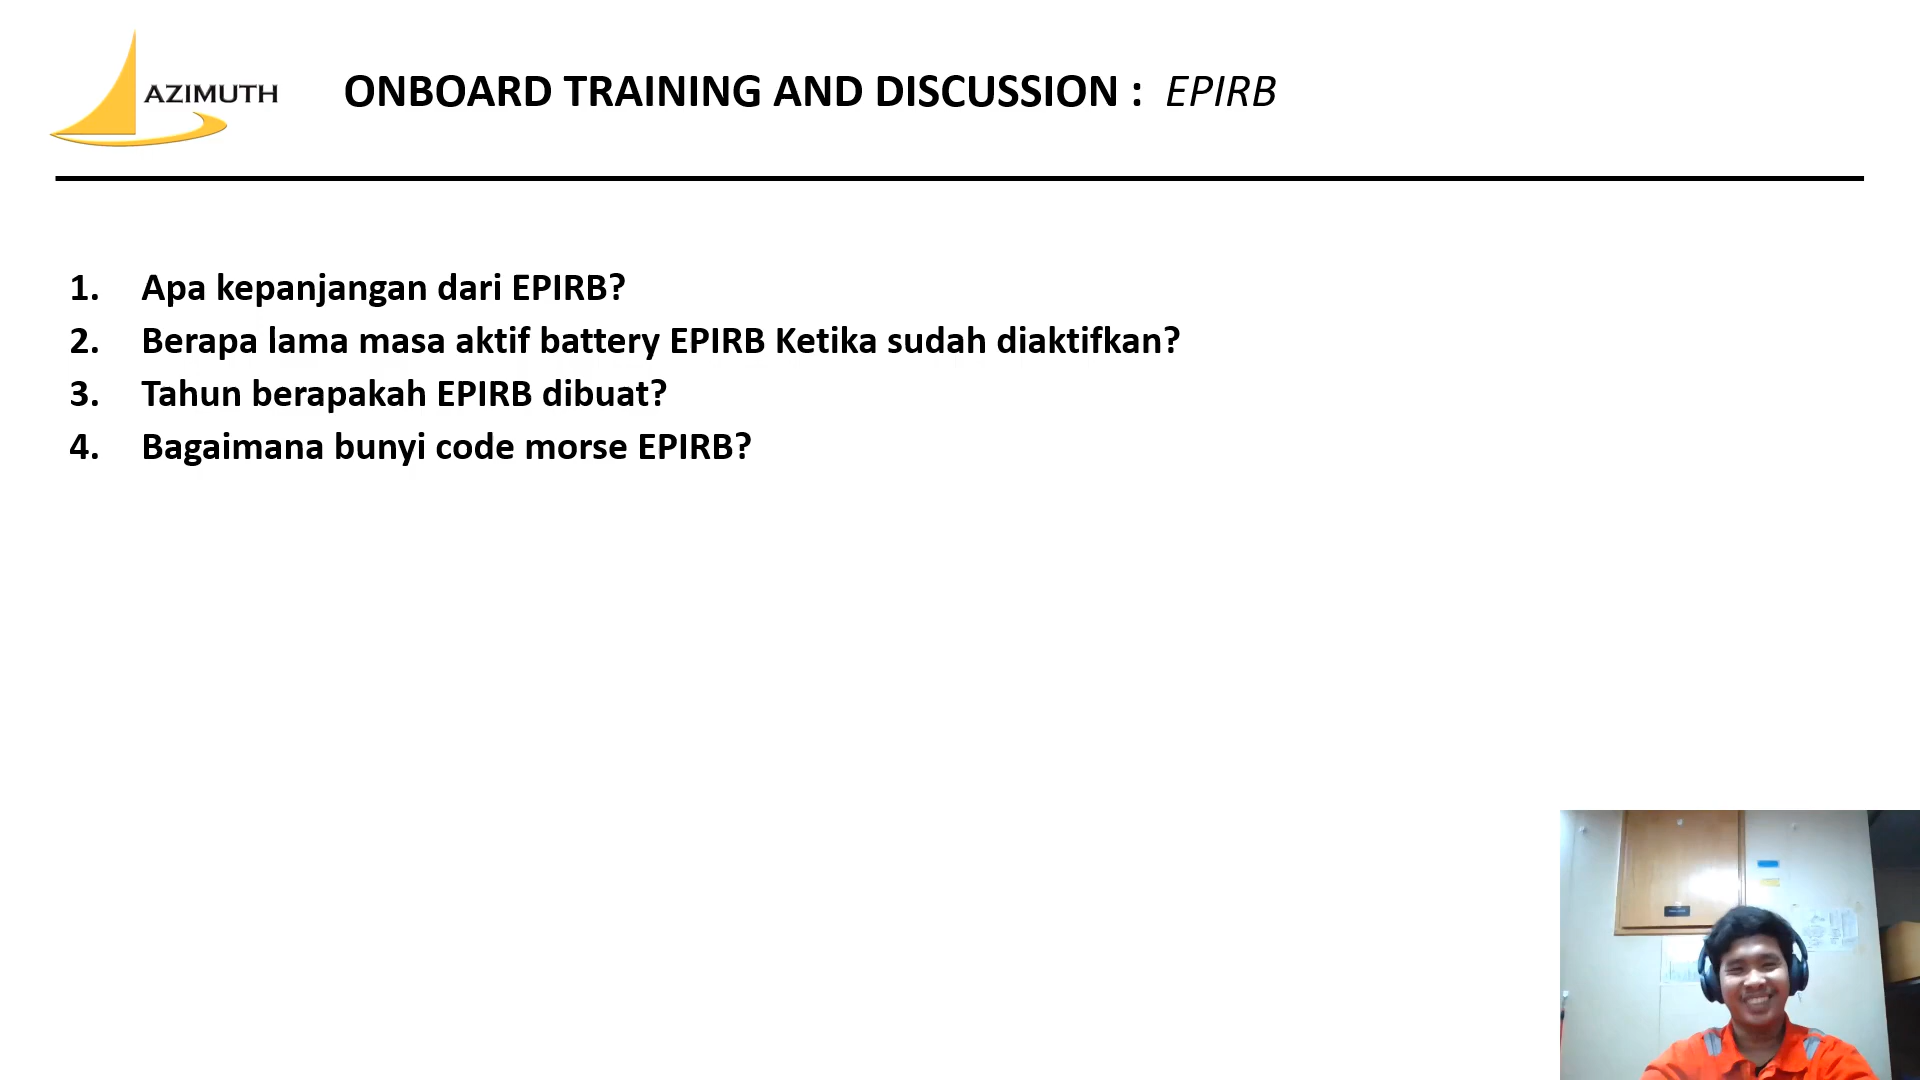 AZIMUTH
ONBOARD TRAINING AND DISCUSSION : EPIRB
1. Apa kepanjangan dari EPIRB?
2. Berapa lama masa aktif battery EPIRB Ketika sudah diaktifkan?
3. Tahun berapakah EPIRB dibuat?
4. Bagaimana bunyi code morse EPIRB?